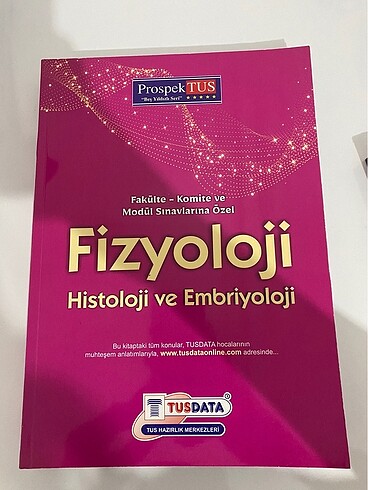 ProspekTUS
"Beş Yıldızlı Seri" ★★★★★
Fakülte - Komite ve
Modül Sınavlarına Özel
Fizyoloji
Histoloji ve Embriyoloji
Bu kitaptaki tüm konular, TUSDATA hocalarının
muhteşem anlatımlarıyla, www.tusdataonline.com adresinde...
TUSDATA®
TUS HAZIRLIK MERKEZLERİ